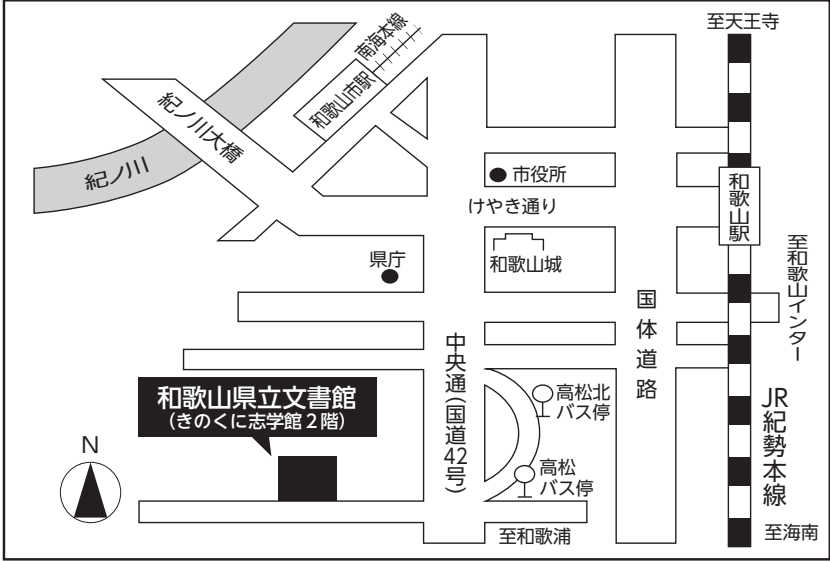 至天王寺
南海本線
和歌山市駅
紀ノ川大橋
紀ノ川
市役所
けやき通り
和歌山駅
和歌山城
県庁
至和歌山インター
国体道路
中央通(国道42号)
和歌山県立文書館
(きのくに志学館2階)
高松北
バス停
JR紀勢本線
N
高松
バス停
至和歌浦
至海南